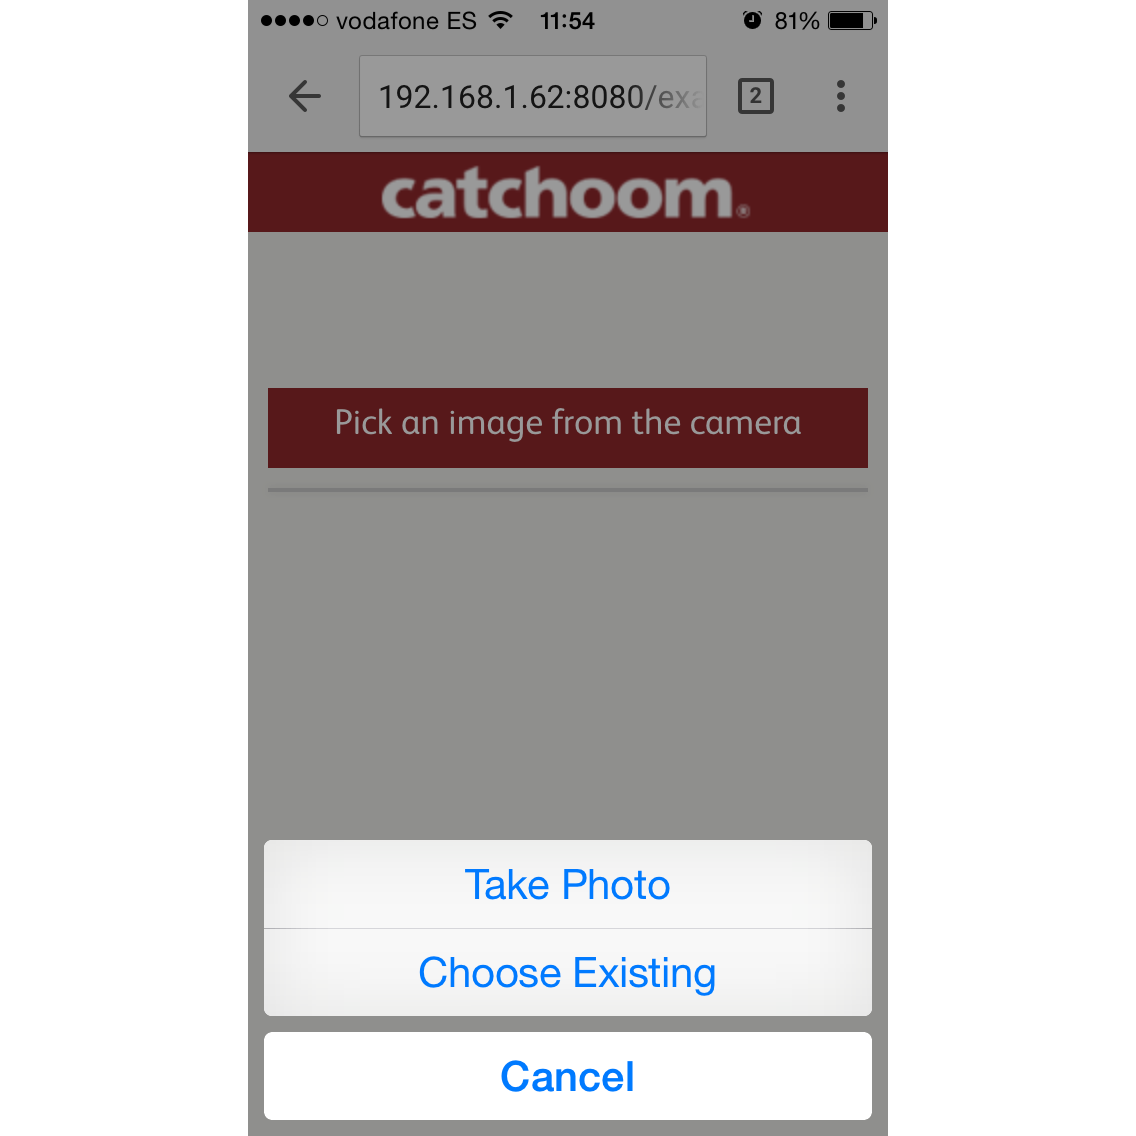 vodafone ES 11:54 81%
192.168.1.62:8080/exa
2
catchoom®
Pick an image from the camera
Take Photo
Choose Existing
Cancel